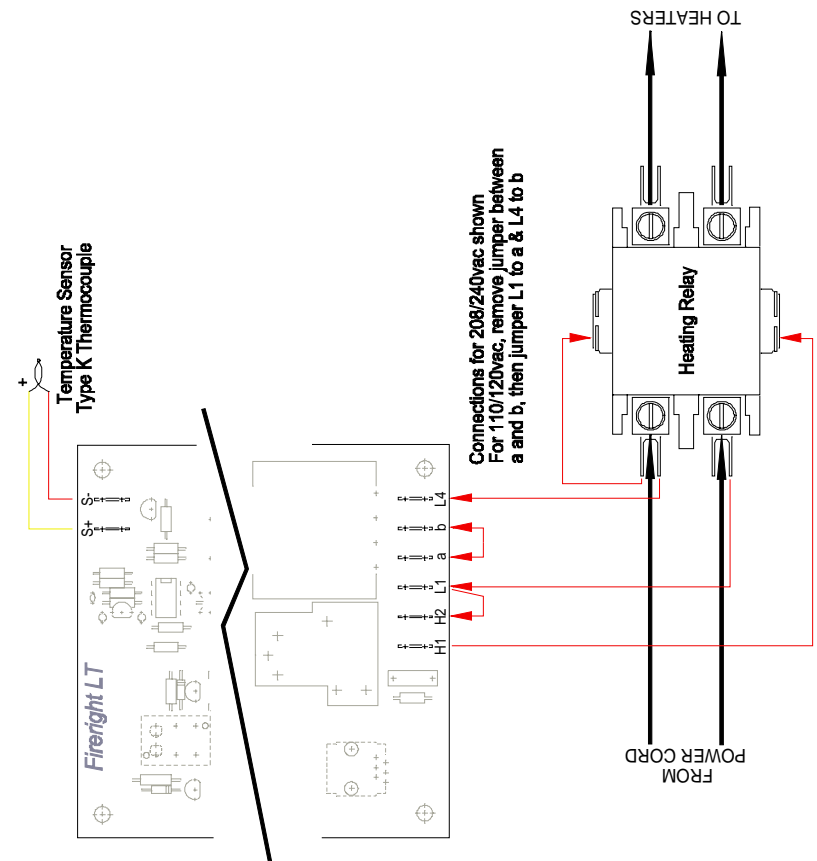 TO HEATERS
Temperature Sensor
Type K Thermocouple
+
S-
S+
Connections for 208/240vac shown
For 110/120vac, remove jumper between
a and b, then jumper L1 to a & L4 to b
Heating Relay
L4
b
a
L1
H2
H1
Fireright LT
FROM
POWER CORD